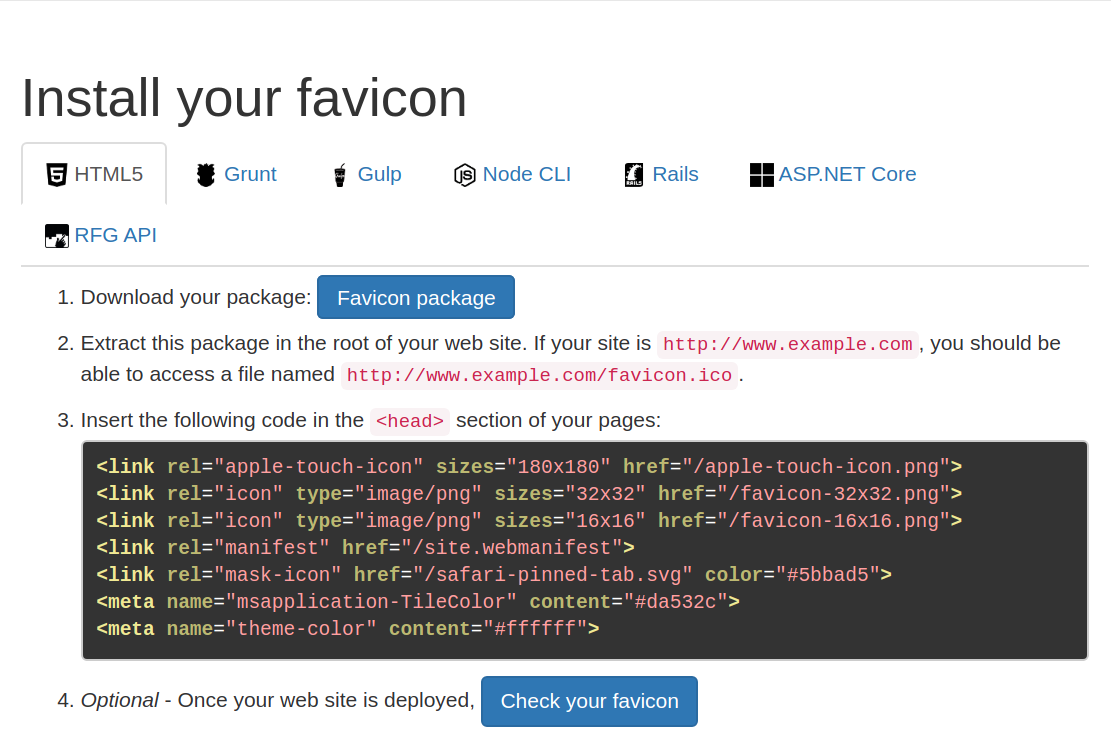 Install your favicon
HTML5 Grunt Gulp Node CLI Rails ASP.NET Core
RFG API
1. Download your package: Favicon package
2. Extract this package in the root of your web site. If your site is http://www.example.com, you should be
able to access a file named http://www.example.com/favicon.ico.
3. Insert the following code in the <head> section of your pages:
<link rel="apple-touch-icon" sizes="180x180" href="/apple-touch-icon.png">
<link rel="icon" type="image/png" sizes="32x32" href="/favicon-32x32.png">
<link rel="icon" type="image/png" sizes="16x16" href="/favicon-16x16.png">
<link rel="manifest" href="/site.webmanifest">
<link rel="mask-icon" href="/safari-pinned-tab.svg" color="#5bbad5">
<meta name="msapplication-TileColor" content="#da532c">
<meta name="theme-color" content="#ffffff">
4. Optional - Once your web site is deployed, Check your favicon